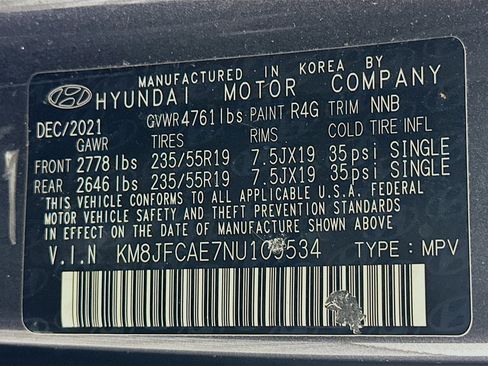 MANUFACTURED IN KOREA BY
HYUNDAI MOTOR COMPANY
DEC/2021 GVWR 4761lbs PAINT R4G TRIM NNB
GAWR TIRES RIMS COLD TIRE INFL
FRONT 2778 lbs 235/55R19 7.5JX19 35psi SINGLE
REAR 2646 lbs 235/55R19 7.5JX19 35psi SINGLE
THIS VEHICLE CONFORMS TO ALL APPLICABLE U.S.A. FEDERAL
MOTOR VEHICLE SAFETY AND THEFT PREVENTION STANDARDS
IN EFFECT ON THE DATE OF MANUFACTURE SHOWN ABOVE
V.I.N TYPE : MPV